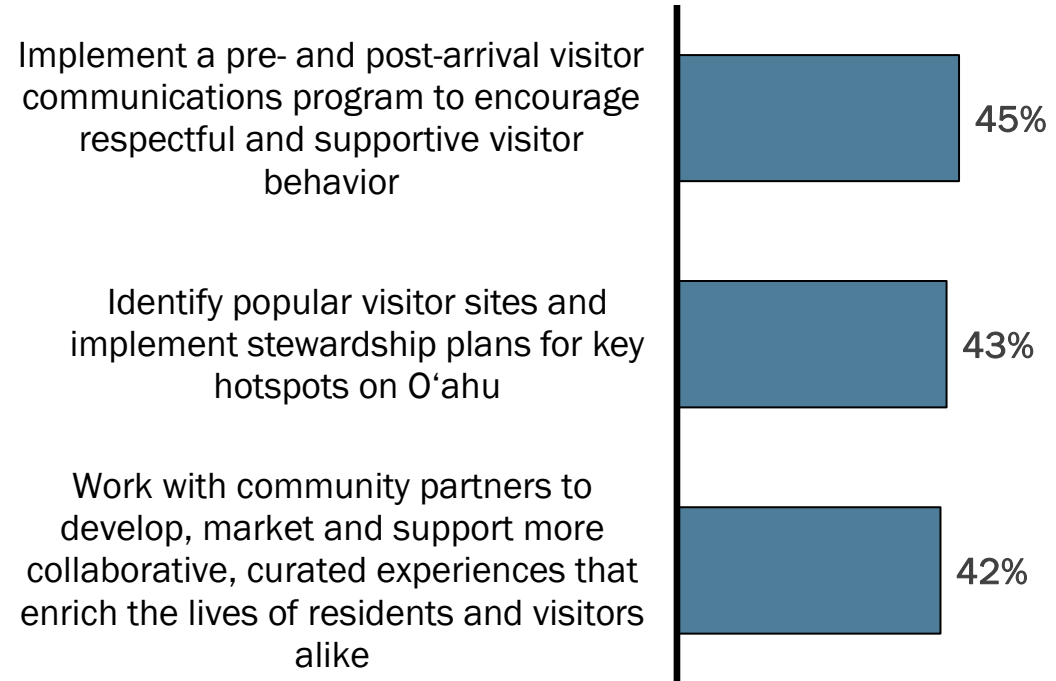 Implement a pre- and post-arrival visitor
communications program to encourage
respectful and supportive visitor
behavior
45%
Identify popular visitor sites and
implement stewardship plans for key
hotspots on Oʻahu
43%
Work with community partners to
develop, market and support more
collaborative, curated experiences that
enrich the lives of residents and visitors
alike
42%